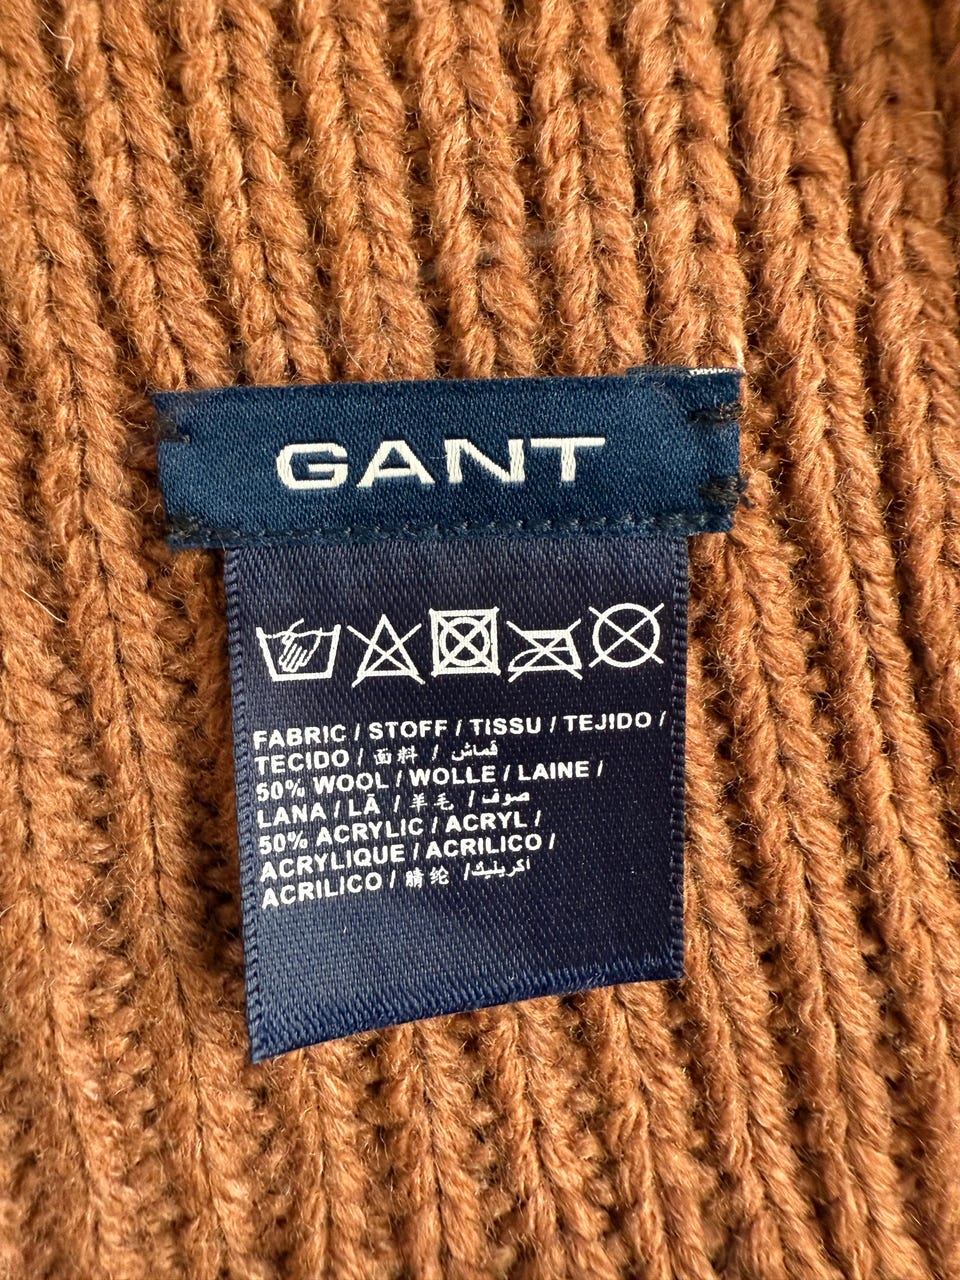 GANT
FABRIC / STOFF / TISSU / TEJIDO /
TECIDO / 面料 / قماش
50% WOOL / WOLLE / LAINE /
LANA / LÃ / 羊毛 / صوف
50% ACRYLIC / ACRYL /
ACRYLIQUE / ACRILICO /
ACRILICO / 腈纶 / اكريليك